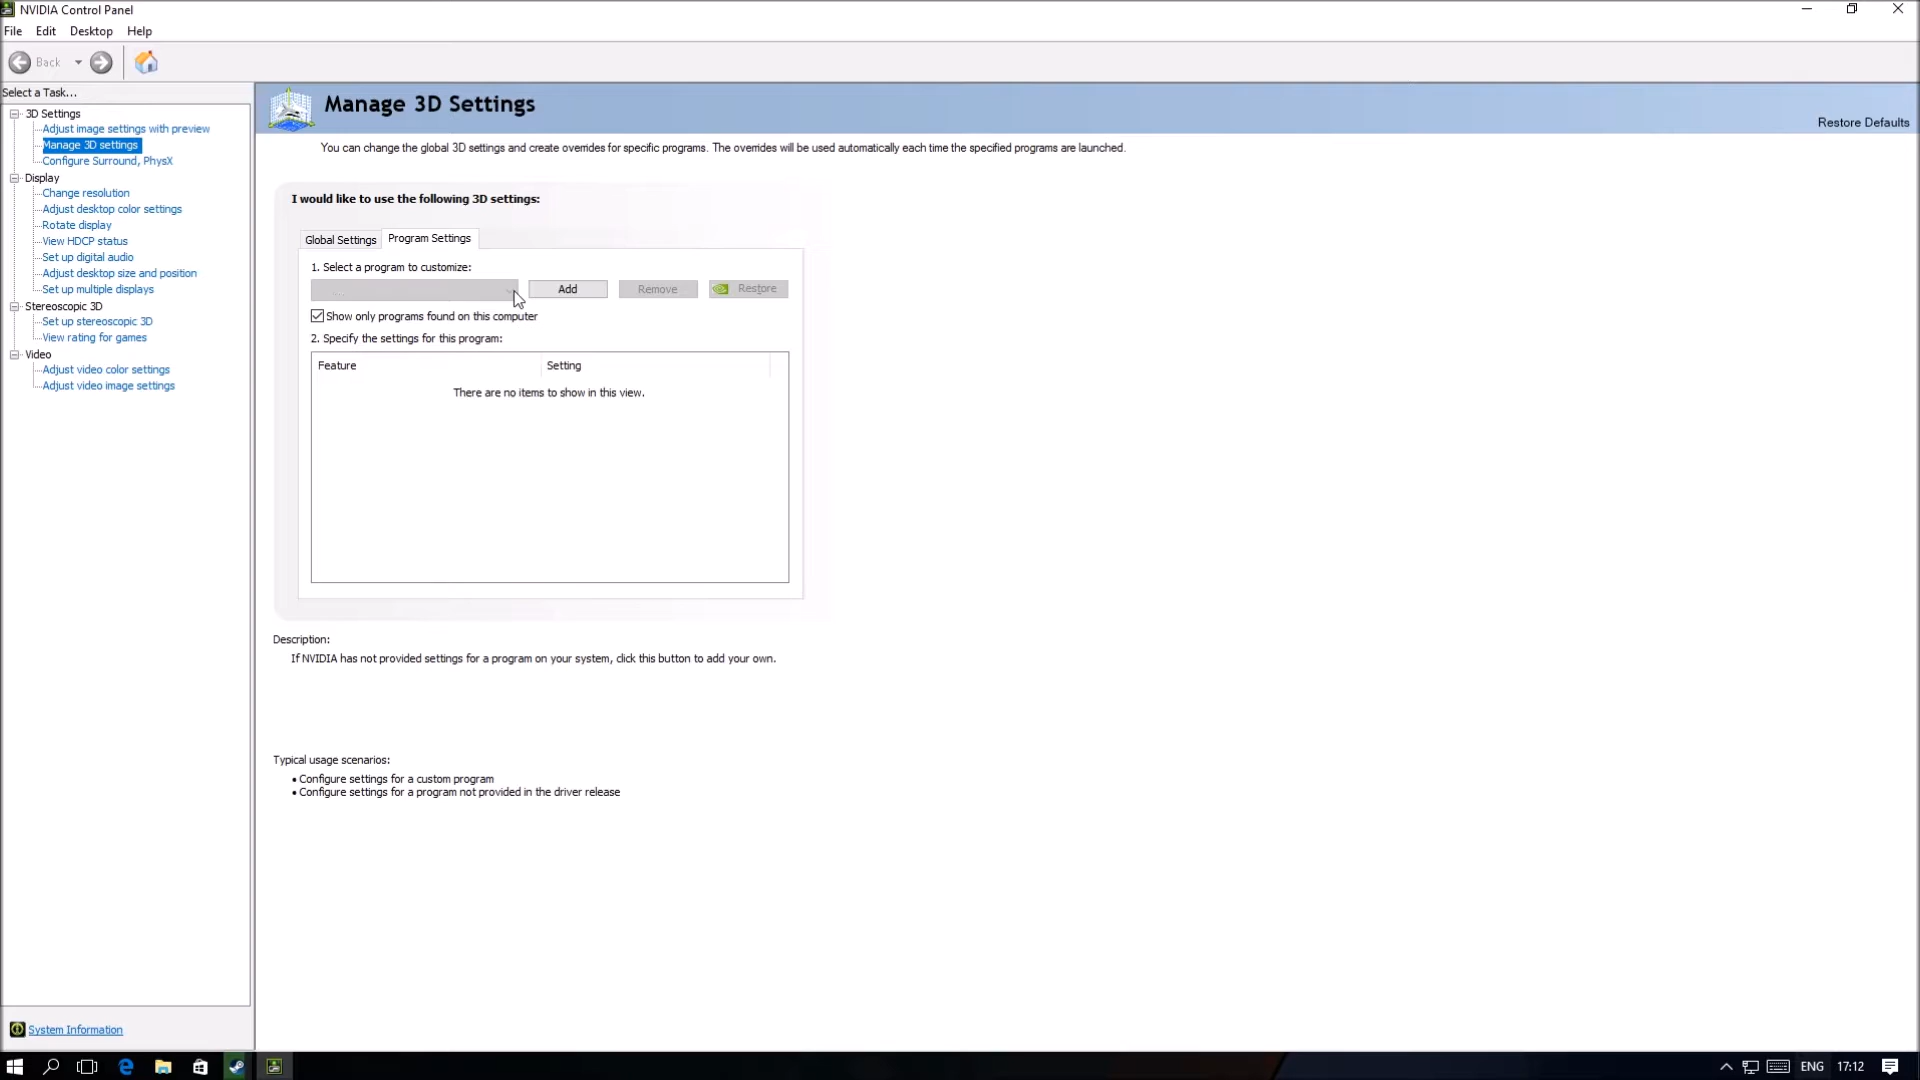 NVIDIA Control Panel
File Edit Desktop Help
Back
Select a Task...
3D Settings
Adjust image settings with preview
Manage 3D settings
Configure Surround, PhysX
Display
Change resolution
Adjust desktop color settings
Rotate display
View HDCP status
Set up digital audio
Adjust desktop size and position
Set up multiple displays
Stereoscopic 3D
Set up stereoscopic 3D
View rating for games
Video
Adjust video color settings
Adjust video image settings
System Information
Manage 3D Settings
Restore Defaults
You can change the global 3D settings and create overrides for specific programs. The overrides will be used automatically each time the specified programs are launched.
I would like to use the following 3D settings:
Global Settings Program Settings
1. Select a program to customize:
... Add Remove Restore
Show only programs found on this computer
2. Specify the settings for this program:
Feature Setting
There are no items to show in this view.
Description:
If NVIDIA has not provided settings for a program on your system, click this button to add your own.
Typical usage scenarios:
• Configure settings for a custom program
• Configure settings for a program not provided in the driver release
ENG 17:12